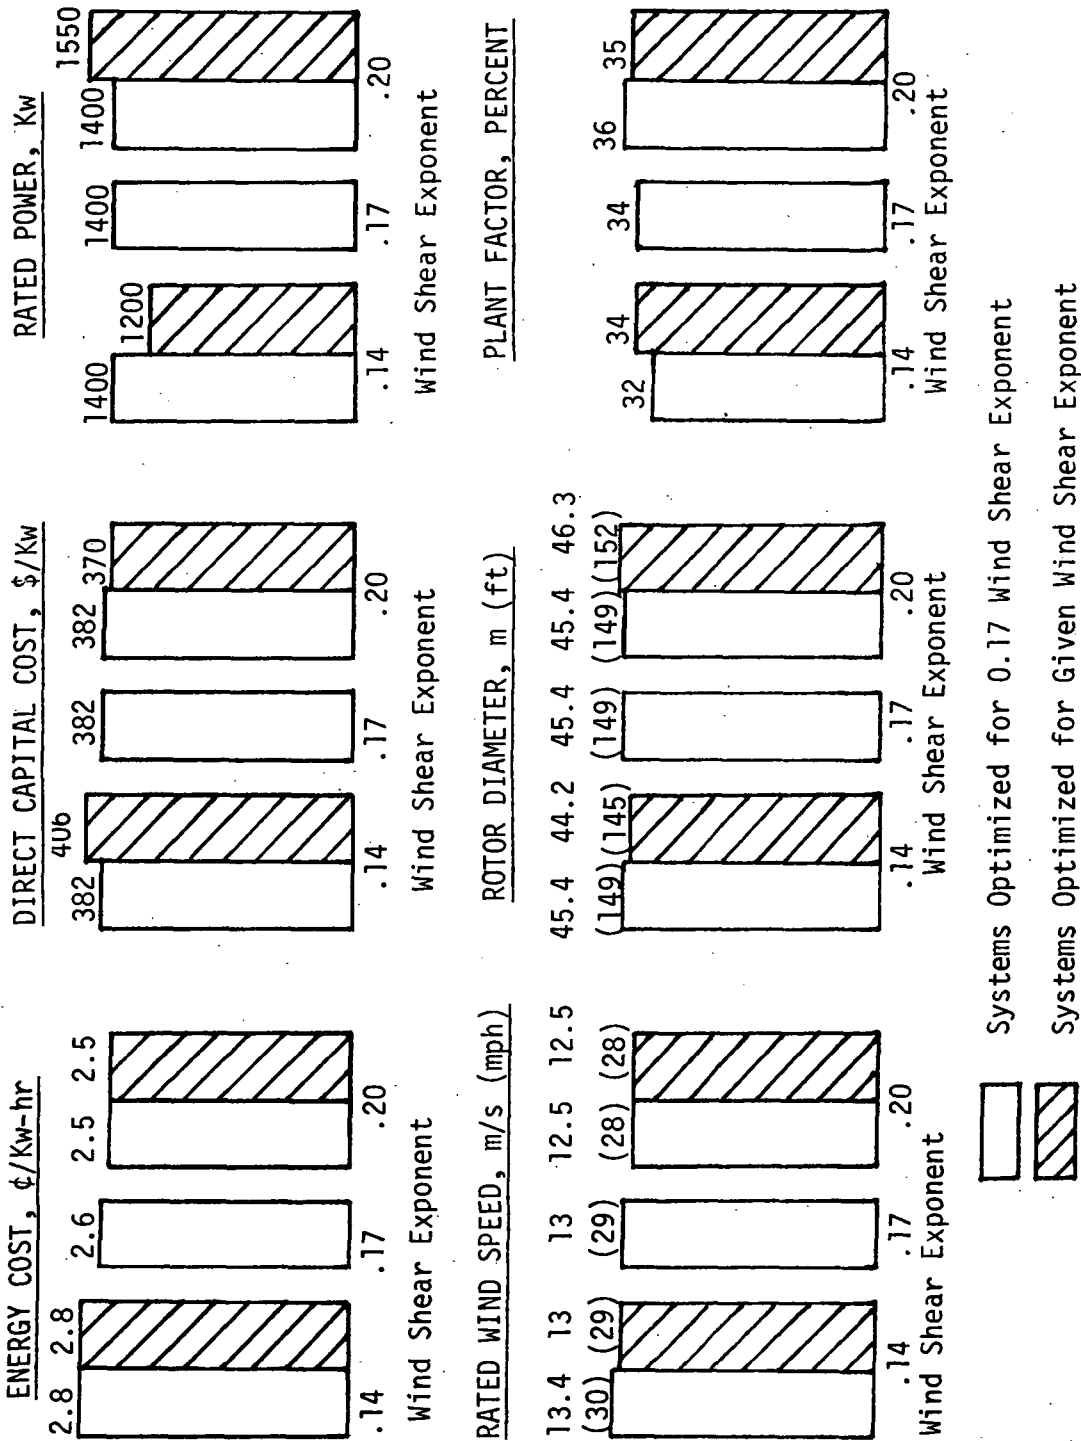 ENERGY COST, ¢/Kw-hr
2.8 2.8 2.6 2.5 2.5
.14 .17 .20
Wind Shear Exponent
DIRECT CAPITAL COST, $/Kw
382 406 382 382 370
.14 .17 .20
Wind Shear Exponent
RATED POWER, Kw
1400 1200 1400 1400 1550
.14 .17 .20
Wind Shear Exponent
RATED WIND SPEED, m/s (mph)
13.4 13 13 12.5 12.5
(30) (29) (29) (28) (28)
.14 .17 .20
Wind Shear Exponent
ROTOR DIAMETER, m (ft)
45.4 44.2 45.4 45.4 46.3
(149) (145) (149) (149) (152)
.14 .17 .20
Wind Shear Exponent
PLANT FACTOR, PERCENT
32 34 34 36 35
.14 .17 .20
Wind Shear Exponent
Systems Optimized for 0.17 Wind Shear Exponent
Systems Optimized for Given Wind Shear Exponent